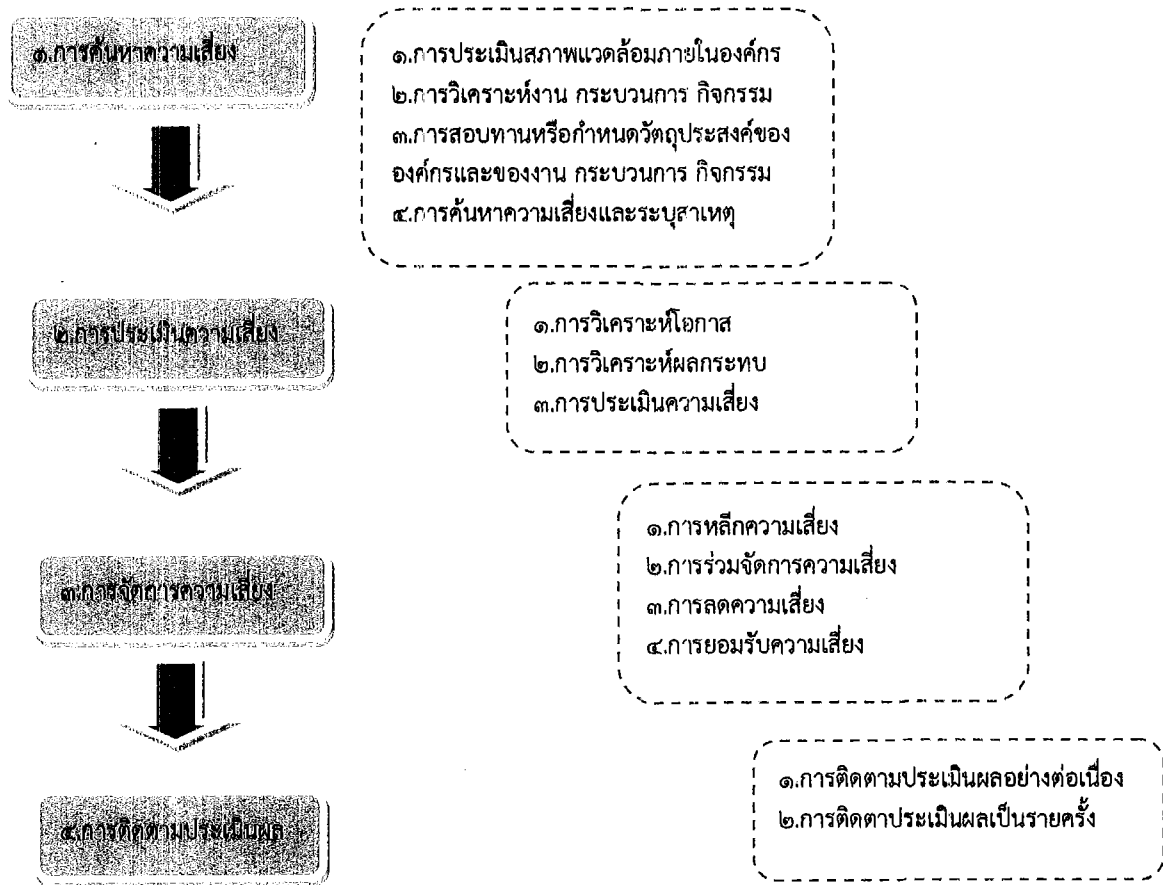 ๑.การค้นหาความเสี่ยง
๑.การประเมินสภาพแวดล้อมภายในองค์กร
๒.การวิเคราะห์งาน กระบวนการ กิจกรรม
๓.การสอบทานหรือกำหนดวัตถุประสงค์ของ
องค์กรและของงาน กระบวนการ กิจกรรม
๔.การค้นหาความเสี่ยงและระบุสาเหตุ
๒.การประเมินความเสี่ยง
๑.การวิเคราะห์โอกาส
๒.การวิเคราะห์ผลกระทบ
๓.การประเมินความเสี่ยง
๓.การจัดการความเสี่ยง
๑.การหลีกความเสี่ยง
๒.การร่วมจัดการความเสี่ยง
๓.การลดความเสี่ยง
๔.การยอมรับความเสี่ยง
๔.การติดตามประเมินผล
๑.การติดตามประเมินผลอย่างต่อเนื่อง
๒.การติดตาประเมินผลเป็นรายครั้ง